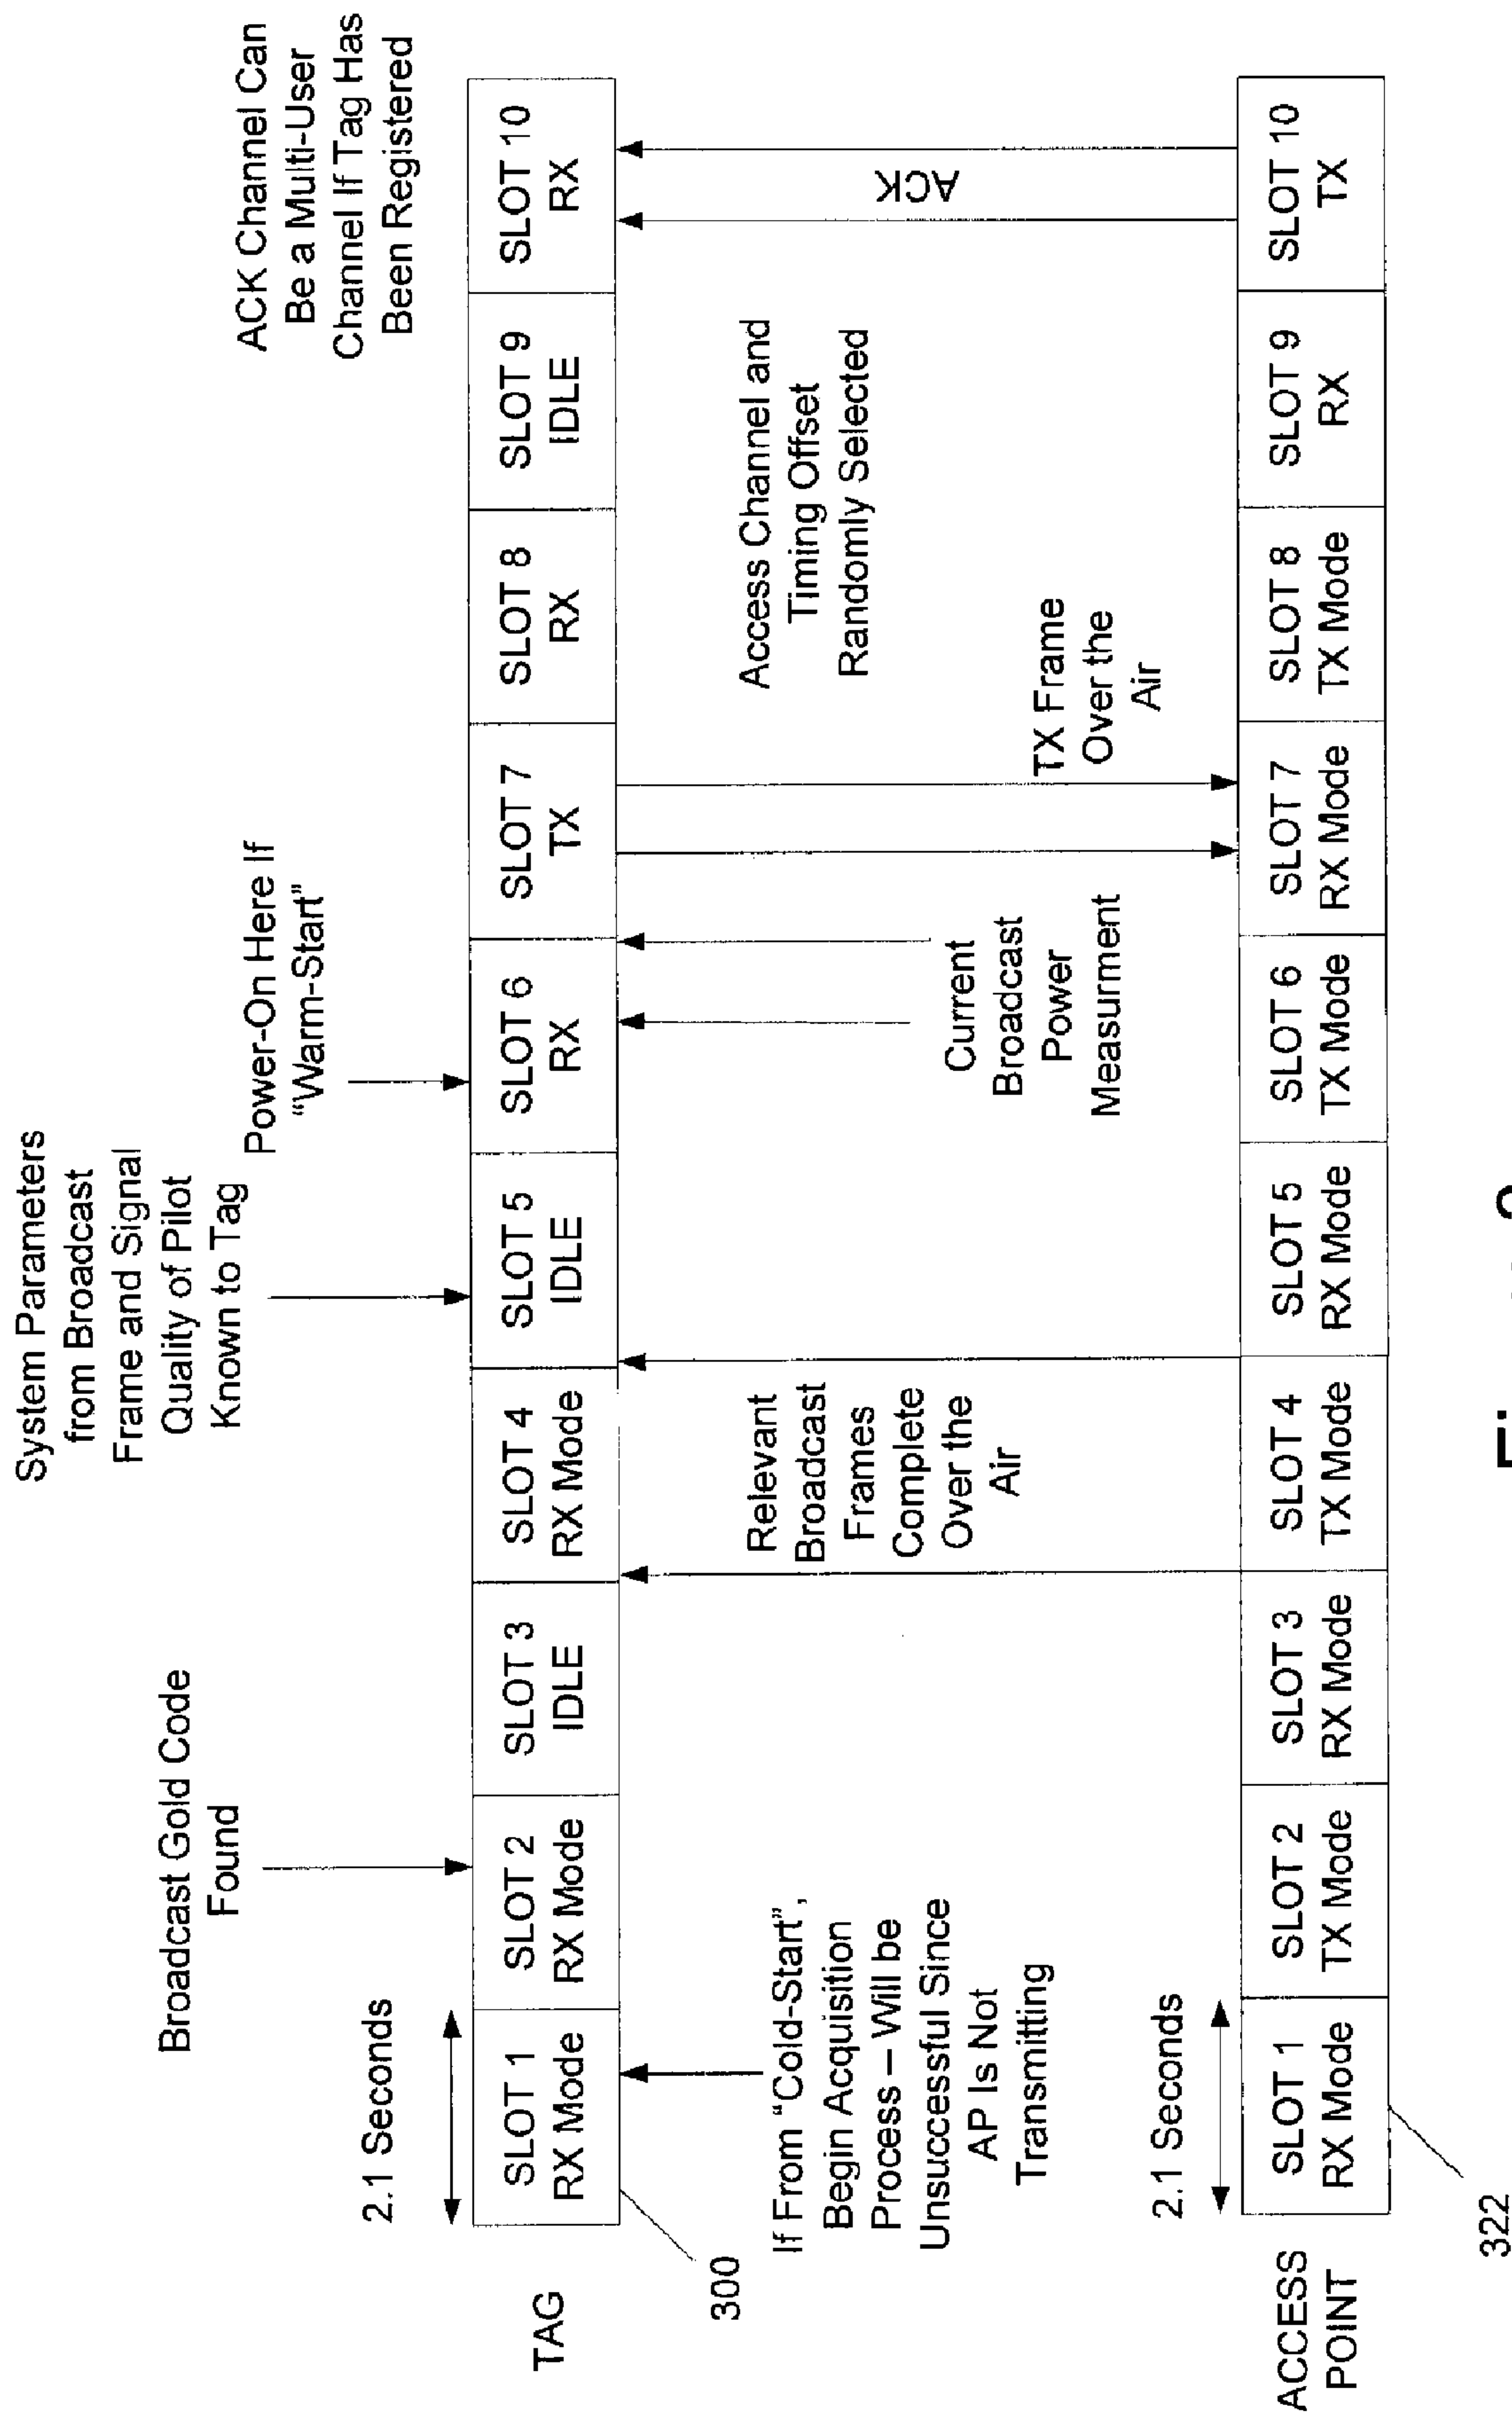 System Parameters
from Broadcast
Frame and Signal
Quality of Pilot
Known to Tag
Broadcast Gold Code
Found
Power-On Here If
"Warm-Start"
ACK Channel Can
Be a Multi-User
Channel If Tag Has
Been Registered
2.1 Seconds
TAG
SLOT 1
RX Mode
SLOT 2
RX Mode
SLOT 3
IDLE
SLOT 4
RX Mode
SLOT 5
IDLE
SLOT 6
RX
SLOT 7
TX
SLOT 8
RX
SLOT 9
IDLE
SLOT 10
RX
300
If From "Cold-Start",
Begin Acquisition
Process – Will be
Unsuccessful Since
AP Is Not
Transmitting
Relevant
Broadcast
Frames
Complete
Over the
Air
Current
Broadcast
Power
Measurment
TX Frame
Over the
Air
Access Channel and
Timing Offset
Randomly Selected
ACK
2.1 Seconds
ACCESS
POINT
SLOT 1
RX Mode
SLOT 2
TX Mode
SLOT 3
RX Mode
SLOT 4
TX Mode
SLOT 5
RX Mode
SLOT 6
TX Mode
SLOT 7
RX Mode
SLOT 8
TX Mode
SLOT 9
RX
SLOT 10
TX
322